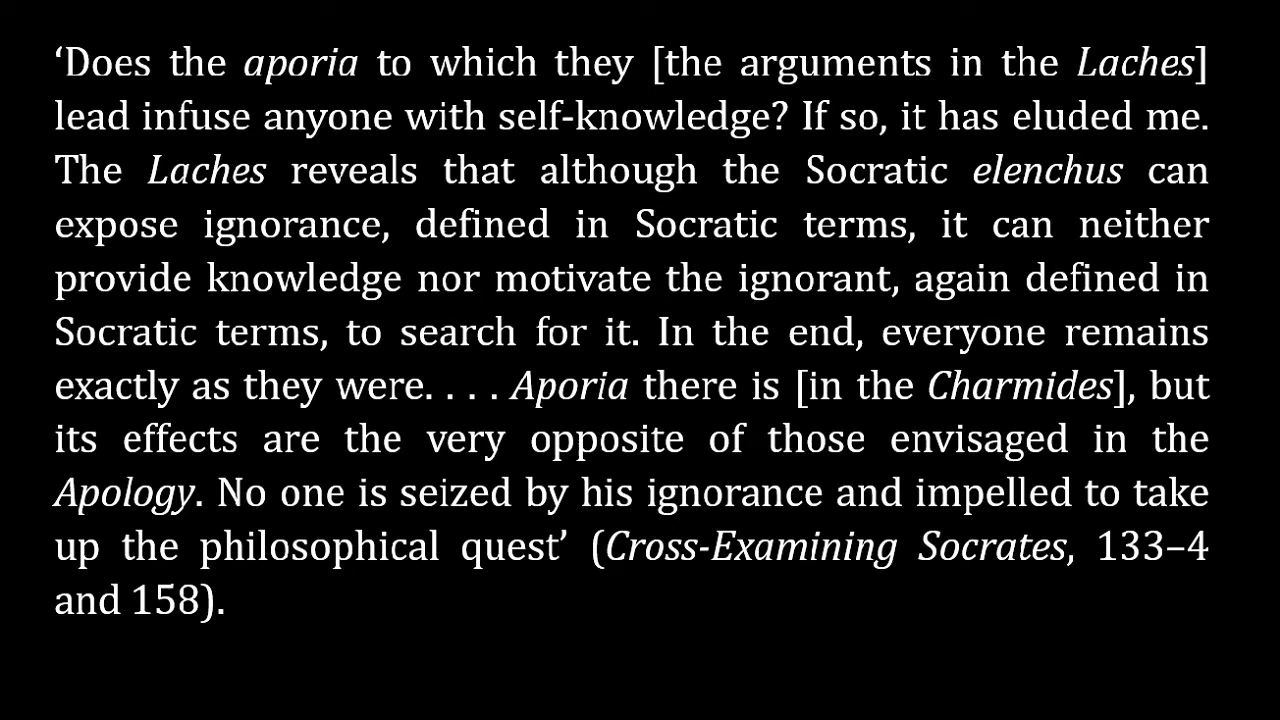 ‘Does the aporia to which they [the arguments in the Laches]
lead infuse anyone with self-knowledge? If so, it has eluded me.
The Laches reveals that although the Socratic elenchus can
expose ignorance, defined in Socratic terms, it can neither
provide knowledge nor motivate the ignorant, again defined in
Socratic terms, to search for it. In the end, everyone remains
exactly as they were. . . . Aporia there is [in the Charmides], but
its effects are the very opposite of those envisaged in the
Apology. No one is seized by his ignorance and impelled to take
up the philosophical quest’ (Cross-Examining Socrates, 133–4
and 158).